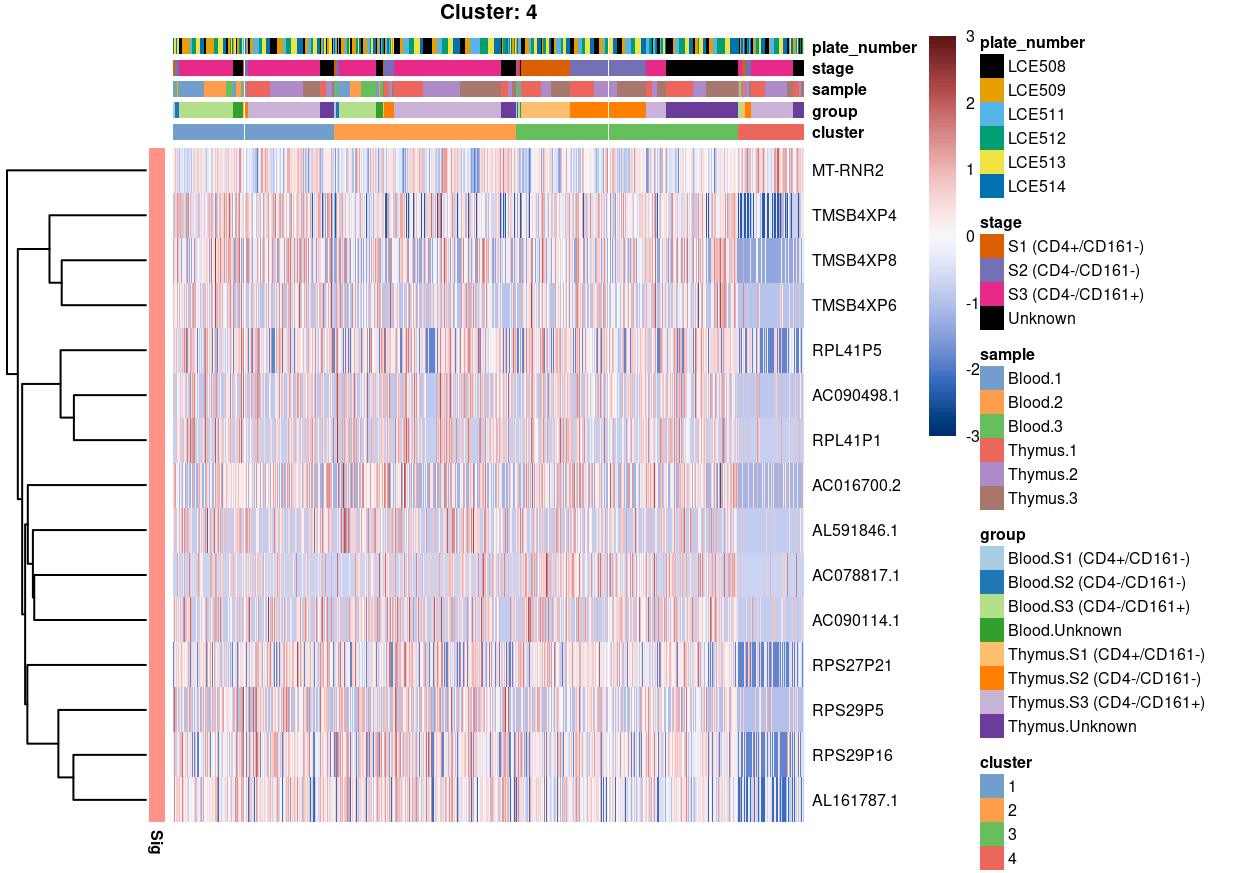 Cluster: 4
plate_number
stage
sample
group
cluster
MT-RNR2
TMSB4XP4
TMSB4XP8
TMSB4XP6
RPL41P5
AC090498.1
RPL41P1
AC016700.2
AL591846.1
AC078817.1
AC090114.1
RPS27P21
RPS29P5
RPS29P16
AL161787.1
Sig
3
2
1
0
-1
-2
-3
plate_number
LCE508
LCE509
LCE511
LCE512
LCE513
LCE514
stage
S1 (CD4+/CD161-)
S2 (CD4-/CD161-)
S3 (CD4-/CD161+)
Unknown
sample
Blood.1
Blood.2
Blood.3
Thymus.1
Thymus.2
Thymus.3
group
Blood.S1 (CD4+/CD161-)
Blood.S2 (CD4-/CD161-)
Blood.S3 (CD4-/CD161+)
Blood.Unknown
Thymus.S1 (CD4+/CD161-)
Thymus.S2 (CD4-/CD161-)
Thymus.S3 (CD4-/CD161+)
Thymus.Unknown
cluster
1
2
3
4